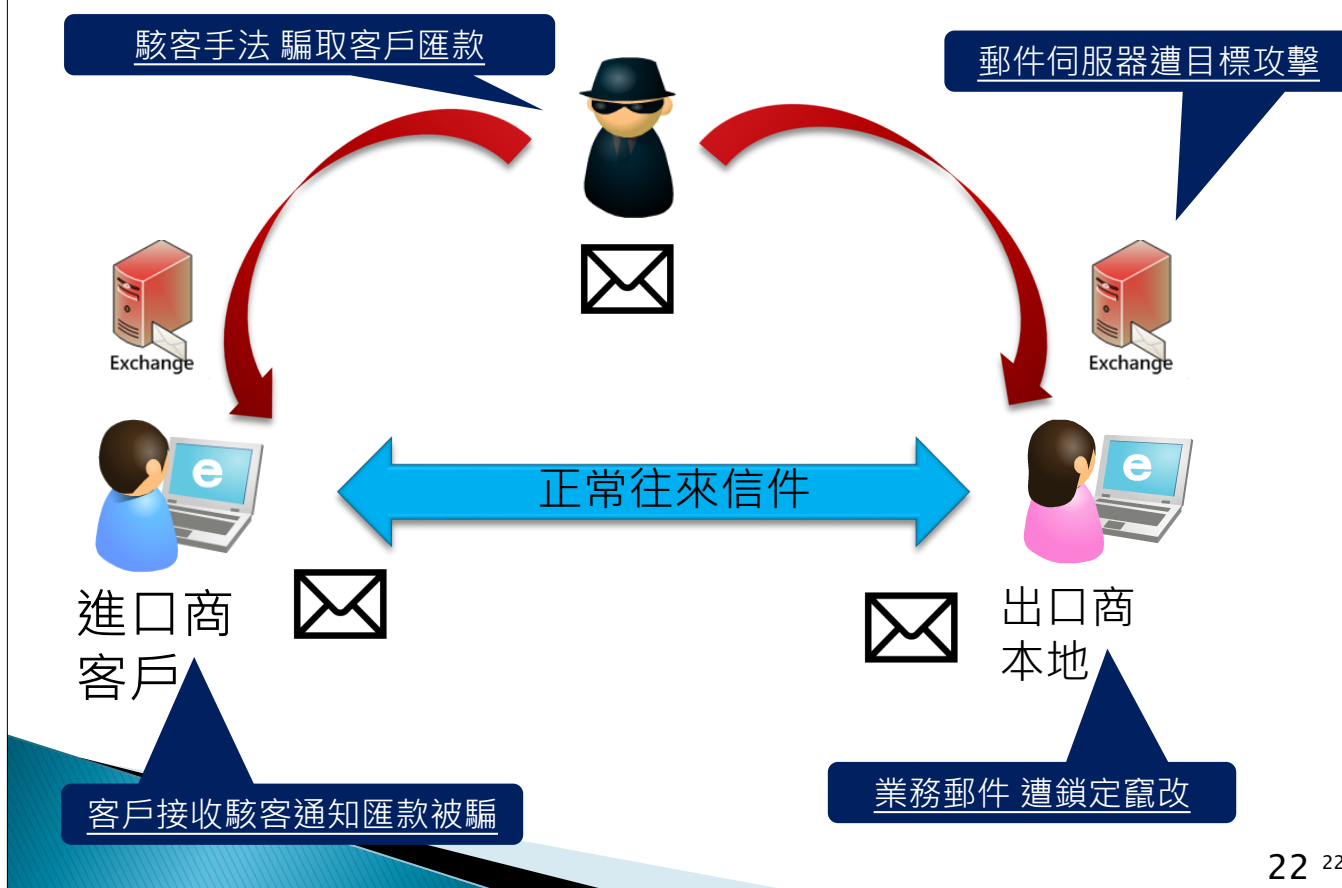 駭客手法 騙取客戶匯款
郵件伺服器遭目標攻擊
Exchange
Exchange
e
e
正常往來信件
進口商
客戶
出口商
本地
業務郵件 遭鎖定竄改
客戶接收駭客通知匯款被騙
22 22